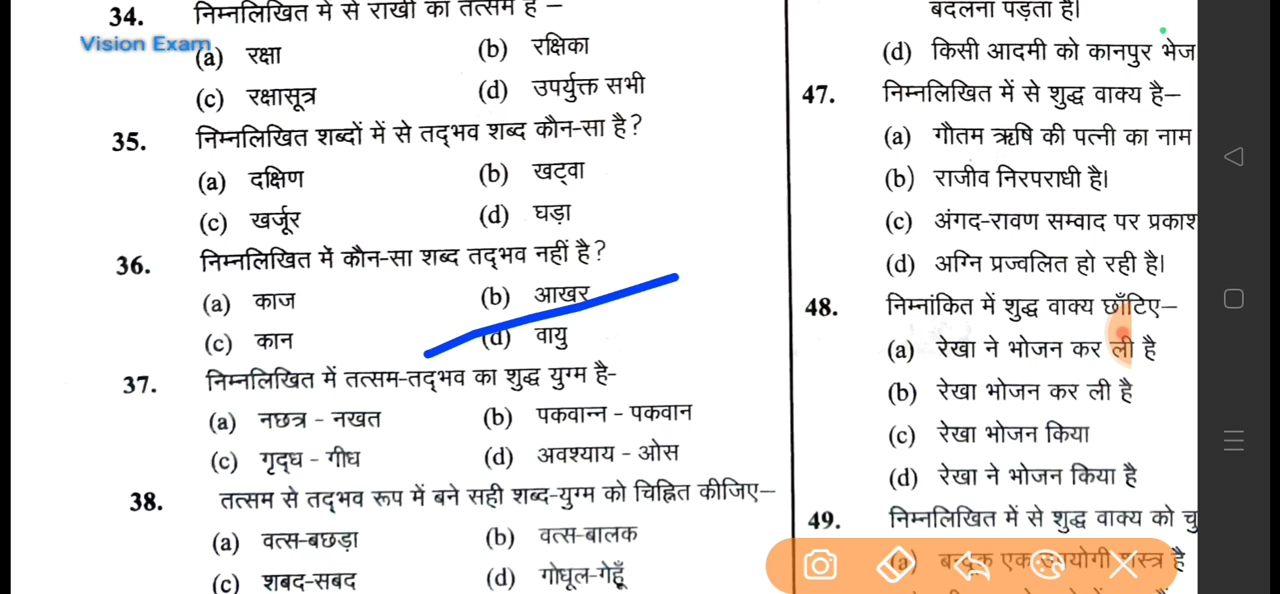 34. निम्नलिखित में से राखी का तत्सम है –
Vision Exam
(a) रक्षा (b) रक्षिका
(c) रक्षासूत्र (d) उपर्युक्त सभी
35. निम्नलिखित शब्दों में से तद्भव शब्द कौन-सा है?
(a) दक्षिण (b) खट्वा
(c) खर्जूर (d) घड़ा
36. निम्नलिखित में कौन-सा शब्द तद्भव नहीं है?
(a) काज (b) आखर
(c) कान (d) वायु
37. निम्नलिखित में तत्सम-तद्भव का शुद्ध युग्म है-
(a) नछत्र - नखत (b) पकवान्न - पकवान
(c) गृद्ध - गीध (d) अवश्याय - ओस
38. तत्सम से तद्भव रूप में बने सही शब्द-युग्म को चिह्नित कीजिए–
(a) वत्स-बछड़ा (b) वत्स-बालक
(c) शबद-सबद (d) गोघूल-गेहूँ
बदलना पड़ता है।
(d) किसी आदमी को कानपुर भेज
47. निम्नलिखित में से शुद्ध वाक्य है–
(a) गौतम ऋषि की पत्नी का नाम
(b) राजीव निरपराधी है।
(c) अंगद-रावण सम्वाद पर प्रकाश
(d) अग्नि प्रज्वलित हो रही है।
48. निम्नांकित में शुद्ध वाक्य छाँटिए–
(a) रेखा ने भोजन कर ली है
(b) रेखा भोजन कर ली है
(c) रेखा भोजन किया
(d) रेखा ने भोजन किया है
49. निम्नलिखित में से शुद्ध वाक्य को चु
(a) बन्दूक एक उपयोगी शस्त्र है